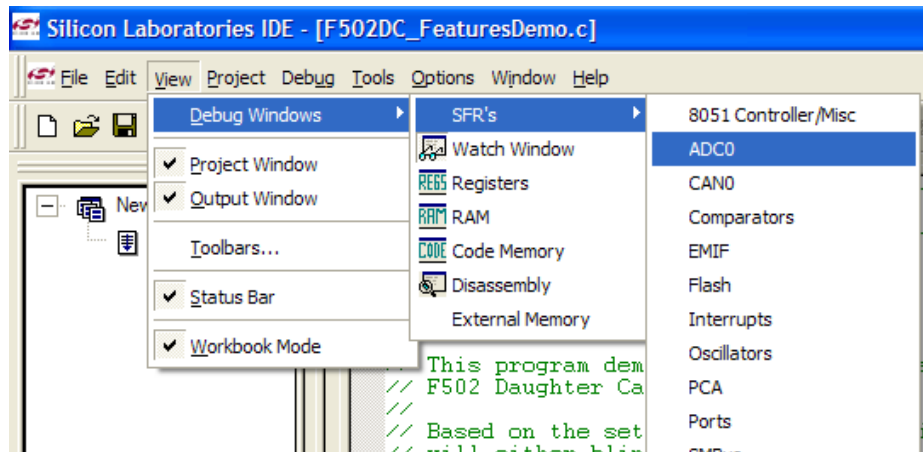 Silicon Laboratories IDE - [F502DC_FeaturesDemo.c]
File Edit View Project Debug Tools Options Window Help
Debug Windows
Project Window
Output Window
Toolbars...
Status Bar
Workbook Mode
SFR's
Watch Window
REGS Registers
RAM RAM
CODE Code Memory
Disassembly
External Memory
8051 Controller/Misc
ADC0
CAN0
Comparators
EMIF
Flash
Interrupts
Oscillators
PCA
Ports
New
// This program dem
// F502 Daughter Ca
//
// Based on the set
// will either blin